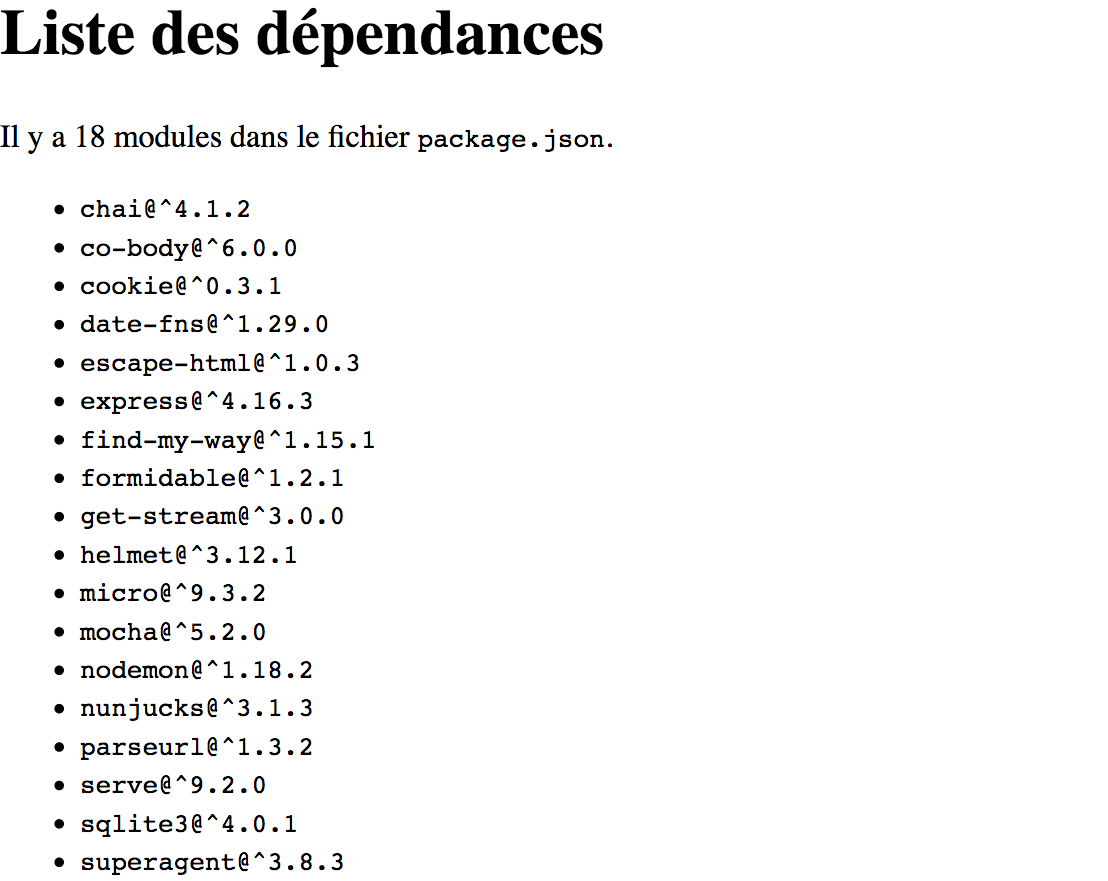 Liste des dépendances
Il y a 18 modules dans le fichier package.json.
• chai@^4.1.2
• co-body@^6.0.0
• cookie@^0.3.1
• date-fns@^1.29.0
• escape-html@^1.0.3
• express@^4.16.3
• find-my-way@^1.15.1
• formidable@^1.2.1
• get-stream@^3.0.0
• helmet@^3.12.1
• micro@^9.3.2
• mocha@^5.2.0
• nodemon@^1.18.2
• nunjucks@^3.1.3
• parseurl@^1.3.2
• serve@^9.2.0
• sqlite3@^4.0.1
• superagent@^3.8.3